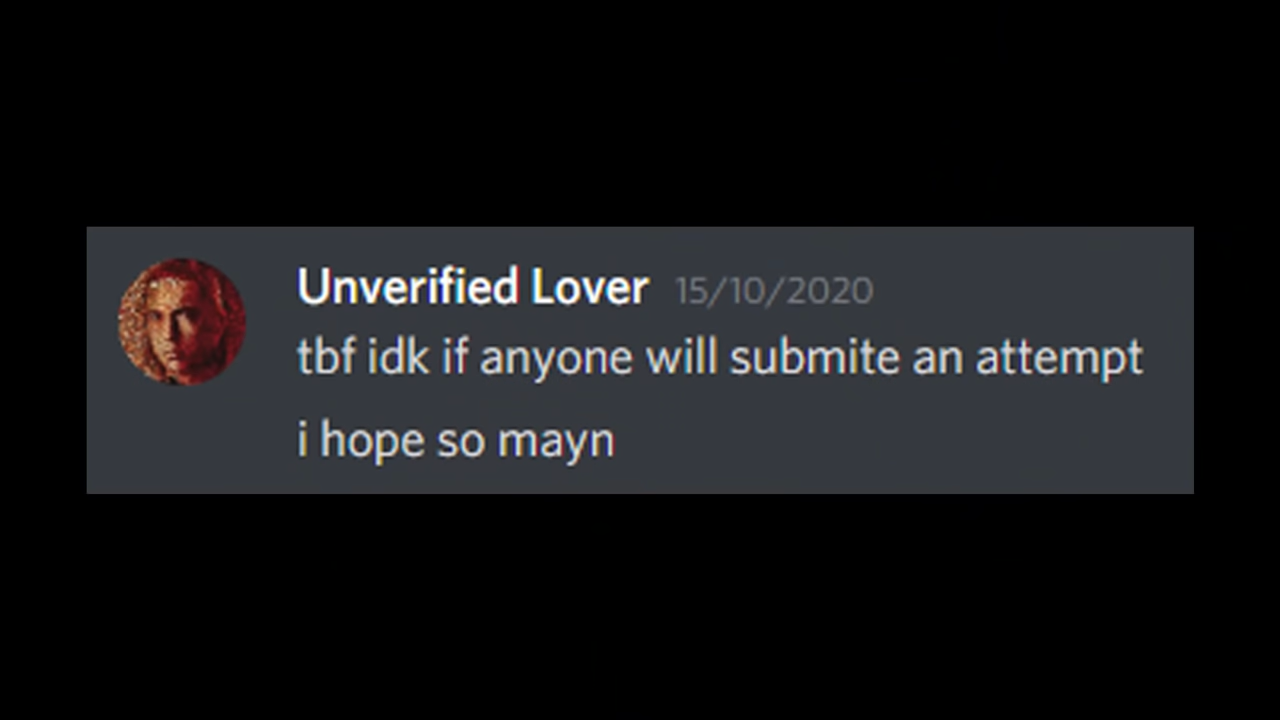 Unverified Lover 15/10/2020
tbf idk if anyone will submite an attempt
i hope so mayn